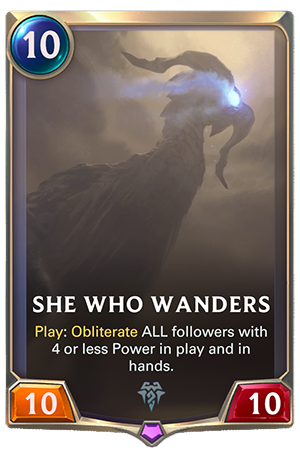 10
SHE WHO WANDERS
Play: Obliterate ALL followers with
4 or less Power in play and in
hands.
10
10